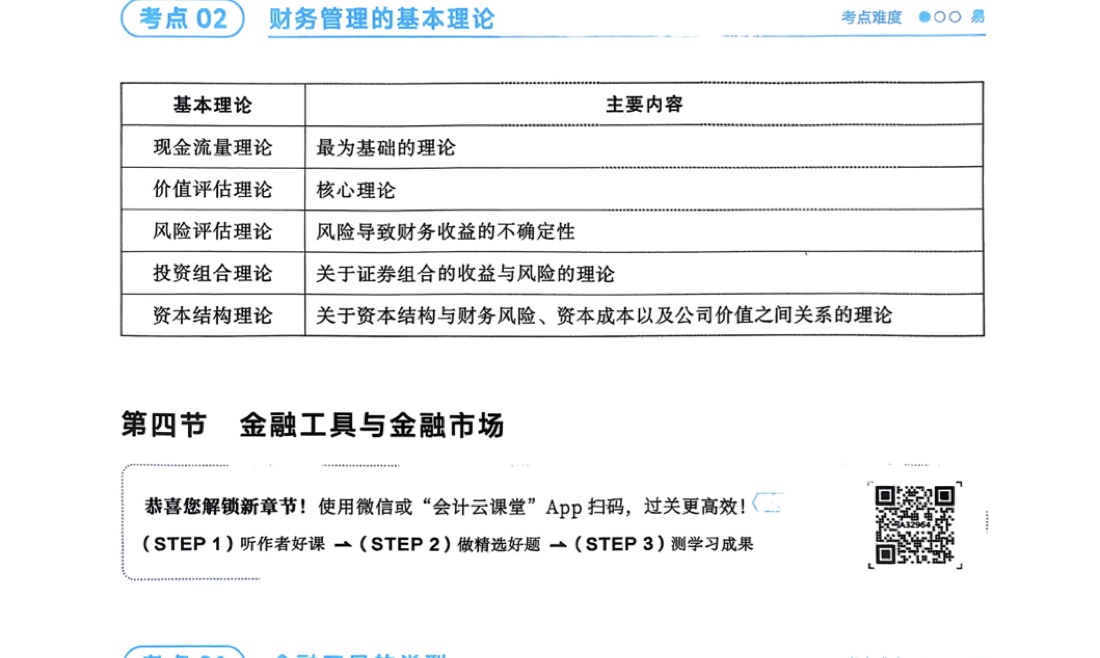 考点 02 财务管理的基本理论 考点难度 易
基本理论 主要内容
现金流量理论 最为基础的理论
价值评估理论 核心理论
风险评估理论 风险导致财务收益的不确定性
投资组合理论 关于证券组合的收益与风险的理论
资本结构理论 关于资本结构与财务风险、资本成本以及公司价值之间关系的理论
第四节 金融工具与金融市场
恭喜您解锁新章节！使用微信或“会计云课堂”App 扫码，过关更高效！
A32964
（STEP 1）听作者好课 ⇀（STEP 2）做精选好题 ⇀（STEP 3）测学习成果